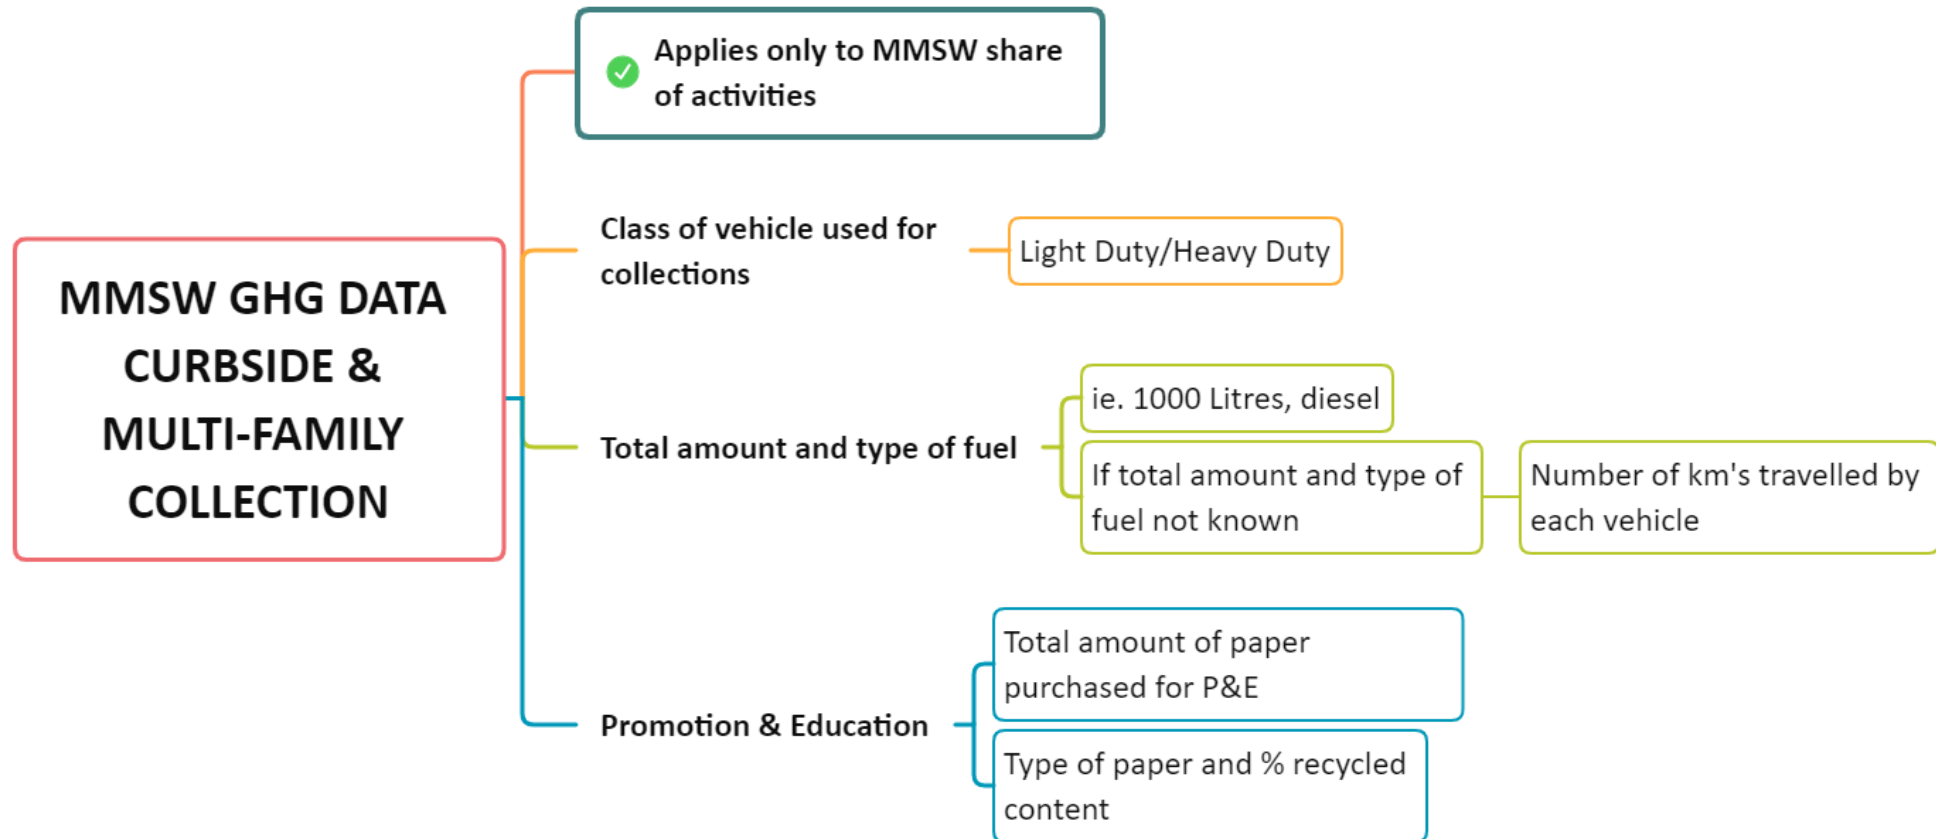 MMSW GHG DATA
CURBSIDE &
MULTI-FAMILY
COLLECTION
Applies only to MMSW share
of activities
Class of vehicle used for
collections
Light Duty/Heavy Duty
Total amount and type of fuel
ie. 1000 Litres, diesel
If total amount and type of
fuel not known
Number of km's travelled by
each vehicle
Promotion & Education
Total amount of paper
purchased for P&E
Type of paper and % recycled
content